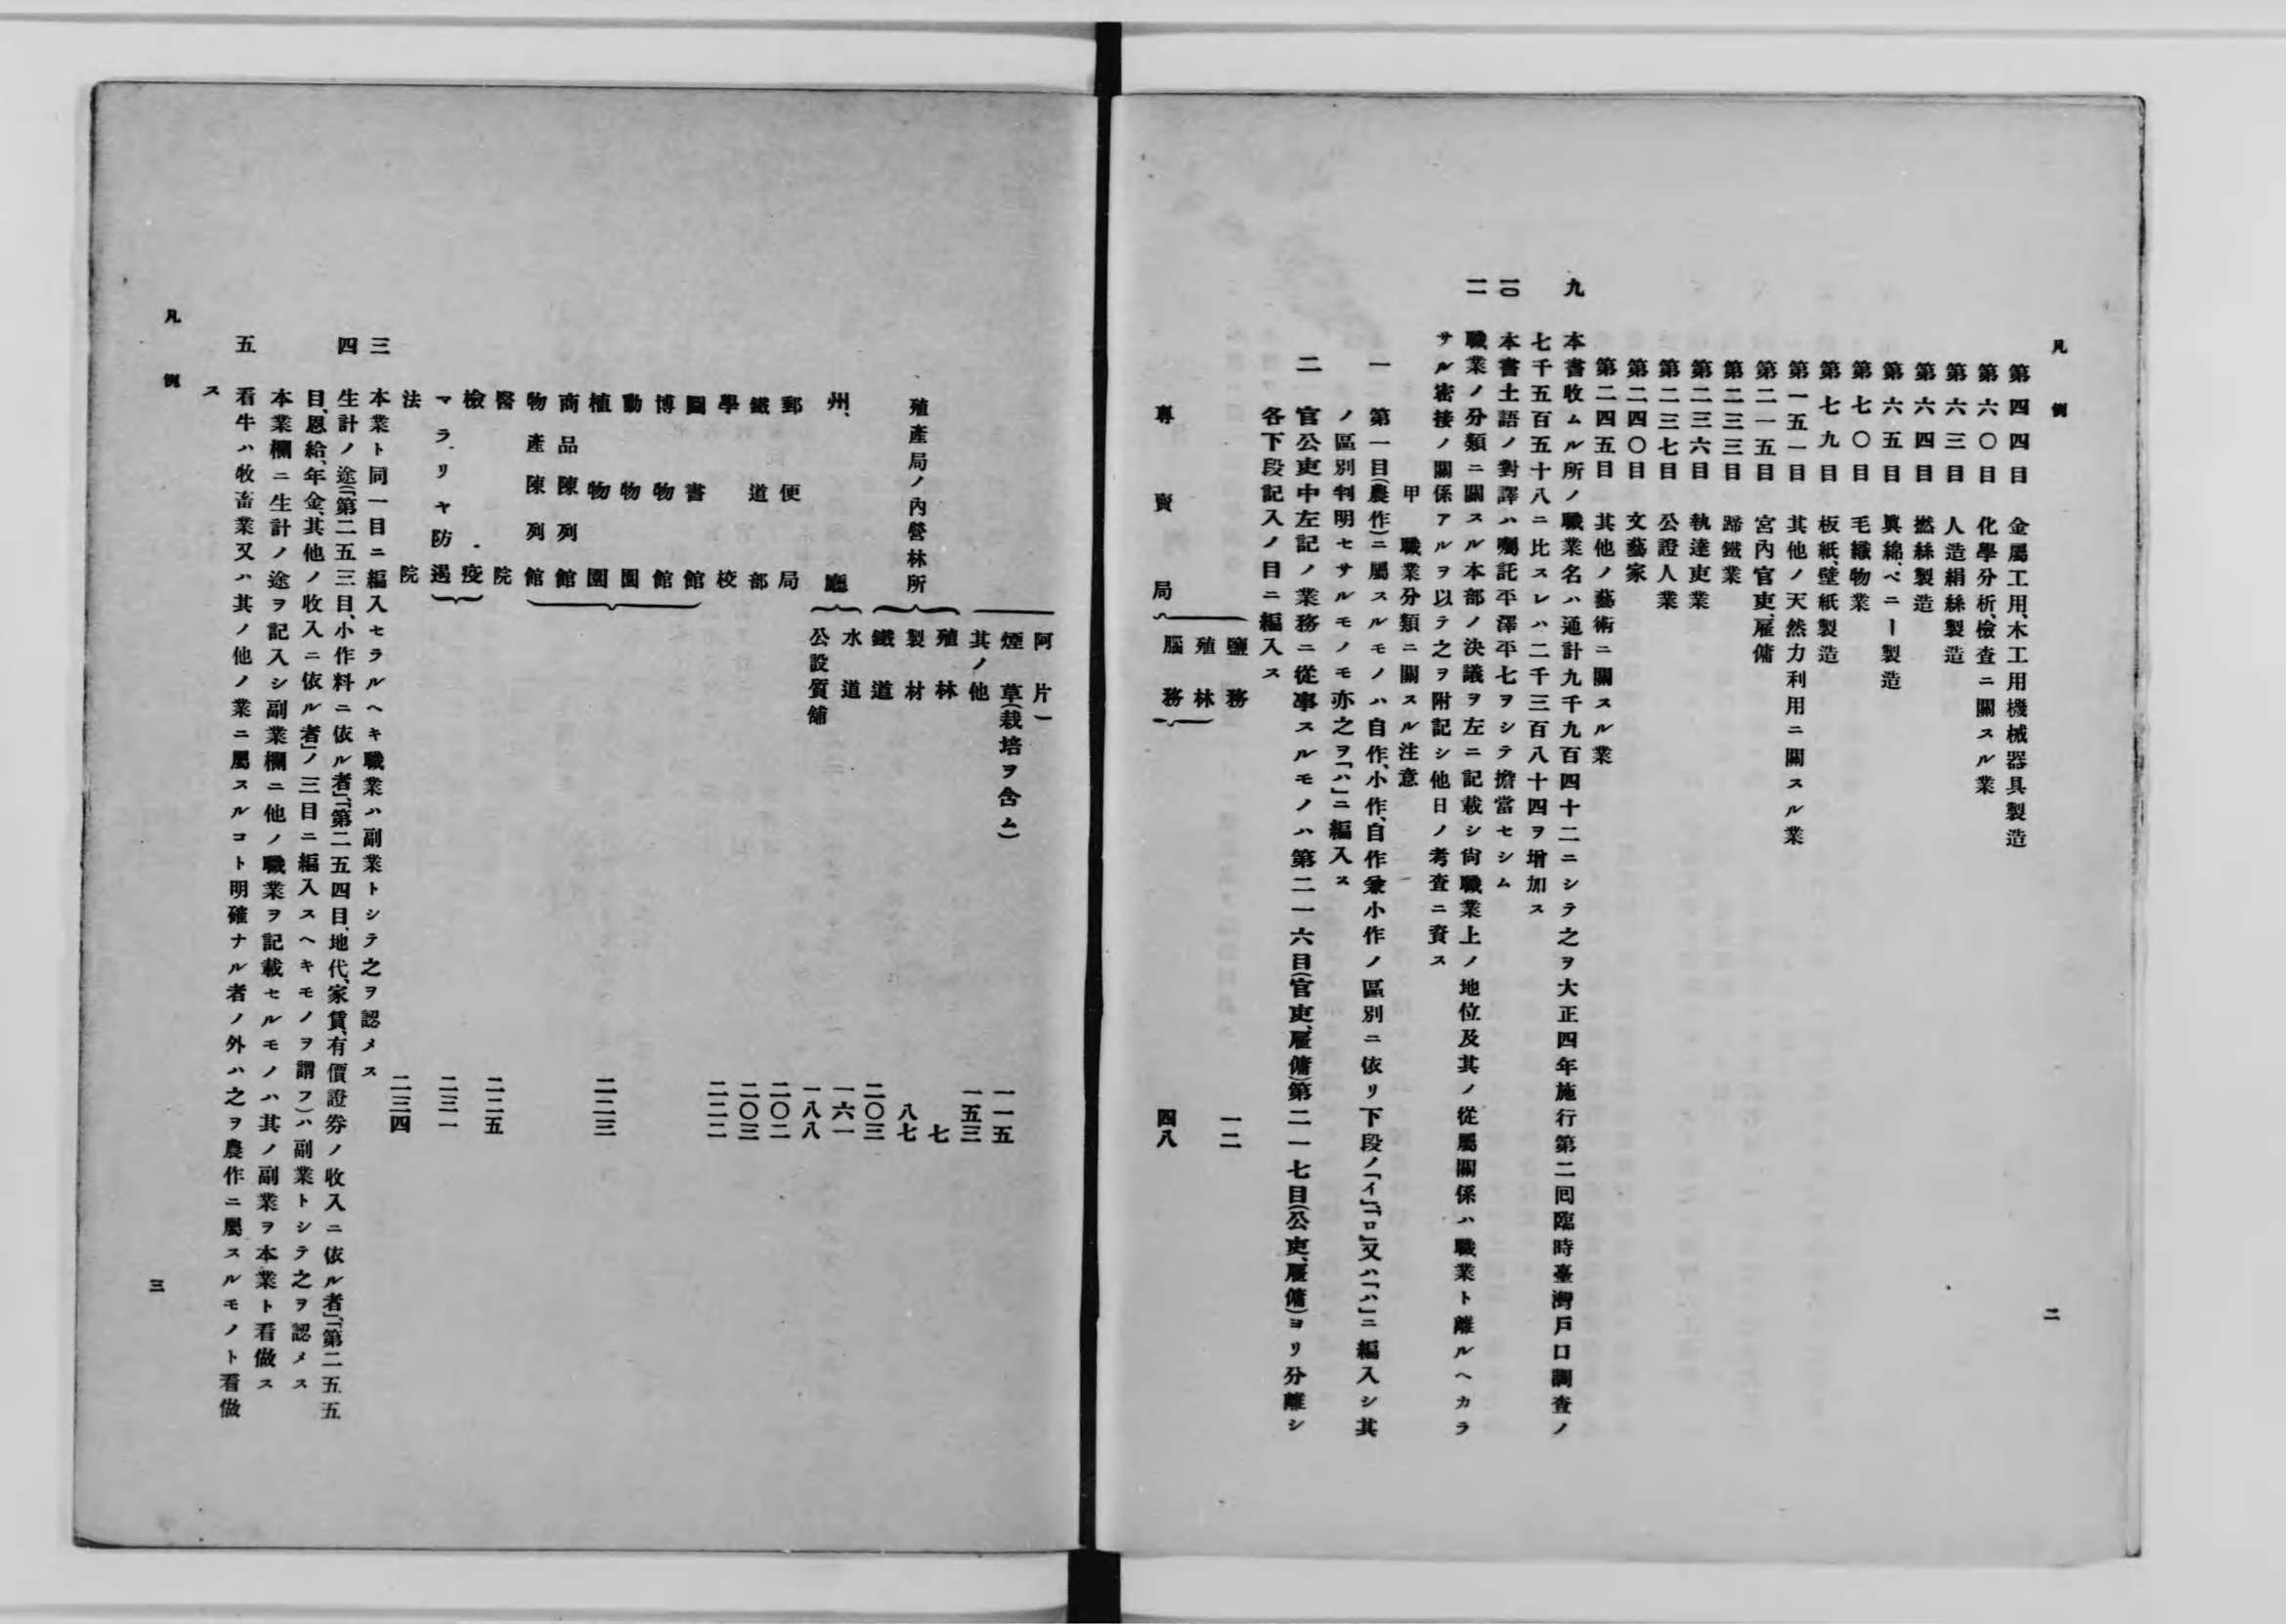 凡例
二
第四四目 金屬工用、木工用機械器具製造
第六〇目 化學分析、檢査ニ關スル業
第六三目 人造絹絲製造
第六四目 撚絲製造
第六五目 眞綿、ペニー製造
第七〇目 毛織物業
第七九目 板紙、壁紙製造
第一五一目 其他ノ天然力利用ニ關スル業
第二一五目 宮內官吏、雇傭
第二三三目 蹄鐵業
第二三六目 執達吏業
第二三七目 公證人業
第二四〇目 文藝家
第二四五目 其他ノ藝術ニ關スル業
九 本書收ムル所ノ職業名ハ通計九千九百四十二ニシテ之ヲ大正四年施行第二回臨時臺灣戶口調査ノ
七千五百五十八ニ比スレハ二千三百八十四ヲ增加ス
一〇 本書土語ノ對譯ハ囑託平澤平七ヲシテ擔當セシム
一一 職業ノ分類ニ關スル本部ノ決議ヲ左ニ記載シ尙職業上ノ地位及其ノ從屬關係ハ職業ト離ルヘカラ
サル密接ノ關係アルヲ以テ之ヲ附記シ他日ノ考査ニ資ス
甲 職業分類ニ關スル注意
一 第一目(農作)ニ屬スルモノハ自作、小作、自作兼小作ノ區別ニ依リ下段ノ「イ」「ロ」又ハ「ハ」ニ編入シ其
ノ區別判明セサルモノモ亦之ヲ「ハ」ニ編入ス
二 官公吏中左記ノ業務ニ從事スルモノハ第二一六目(官吏、雇傭)第二一七目(公吏、雇傭)ヨリ分離シ
各下段記入ノ目ニ編入ス
鹽務 一二
殖林
專賣局
腦務 四八
阿片 一一五
煙草(栽培ヲ含ム)
其ノ他 一五三
殖林 七
殖產局ノ內營林所
製材 八七
鐵道 二〇三
水道 一六一
州、廳
公設質舖 一八八
郵便局 二〇二
鐵道部 二〇三
學校 二二二
圖書館
博物館
動物園
植物園 二二三
商品陳列館
物產陳列館
醫院 二二五
檢疫
マラリヤ防遏 二三一
法院 二三四
三 本業ト同一目ニ編入セラルヘキ職業ハ副業トシテ之ヲ認メス
四 生計ノ途(「第二五三目、小作料ニ依ル者」「第二五四目、地代、家賃、有價證券ノ收入ニ依ル者」「第二五五
目、恩給、年金、其他ノ收入ニ依ル者」ノ三目ニ編入スヘキモノヲ謂フ)ハ副業トシテ之ヲ認メス
本業欄ニ生計ノ途ヲ記入シ副業欄ニ他ノ職業ヲ記載セルモノハ其ノ副業ヲ本業ト看做ス
五 看牛ハ牧畜業又ハ其ノ他ノ業ニ屬スルコト明確ナル者ノ外ハ之ヲ農作ニ屬スルモノト看做
ス
凡例
三